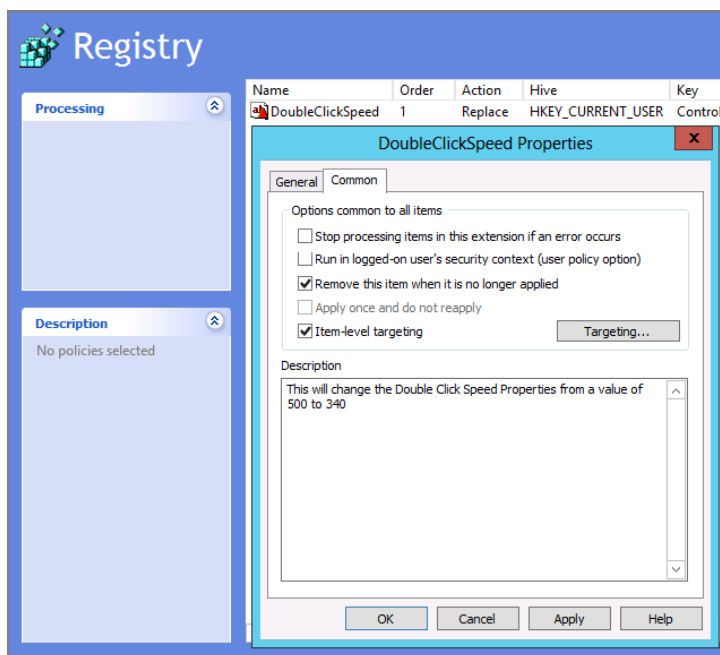 Registry
Processing
Description
No policies selected
Name Order Action Hive Key
ab DoubleClickSpeed 1 Replace HKEY_CURRENT_USER Control
DoubleClickSpeed Properties x
General Common
Options common to all items
Stop processing items in this extension if an error occurs
Run in logged-on user's security context (user policy option)
Remove this item when it is no longer applied
Apply once and do not reapply
Item-level targeting Targeting...
Description
This will change the Double Click Speed Properties from a value of
500 to 340
OK Cancel Apply Help